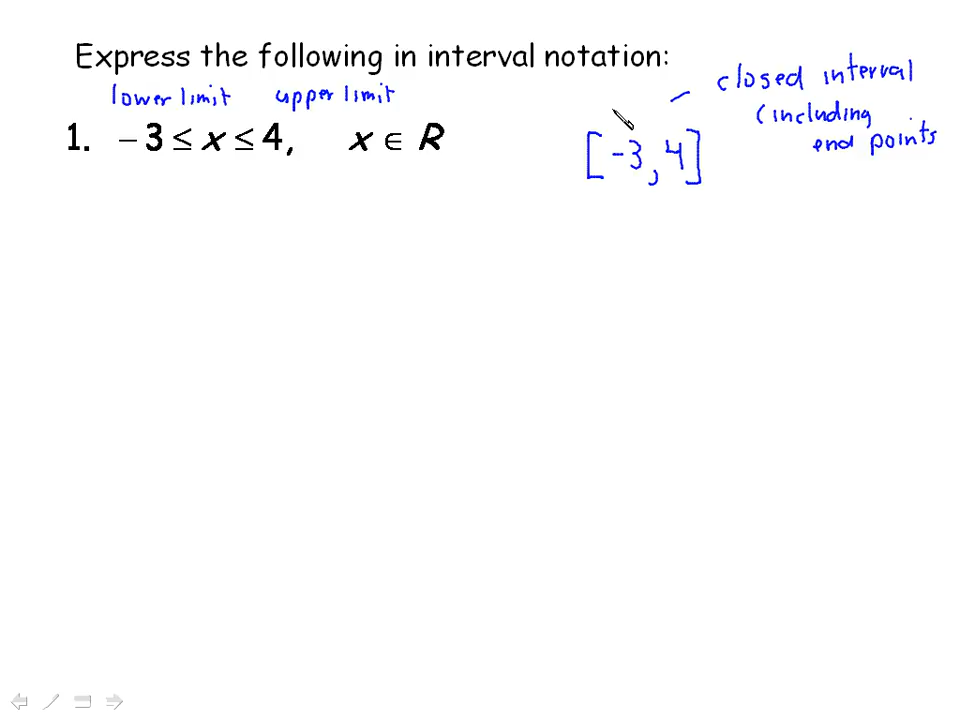 Express the following in interval notation:
lower limit upper limit
1. −3 ≤ x ≤ 4, x ∈ R
[-3, 4]
closed interval
(including
end points